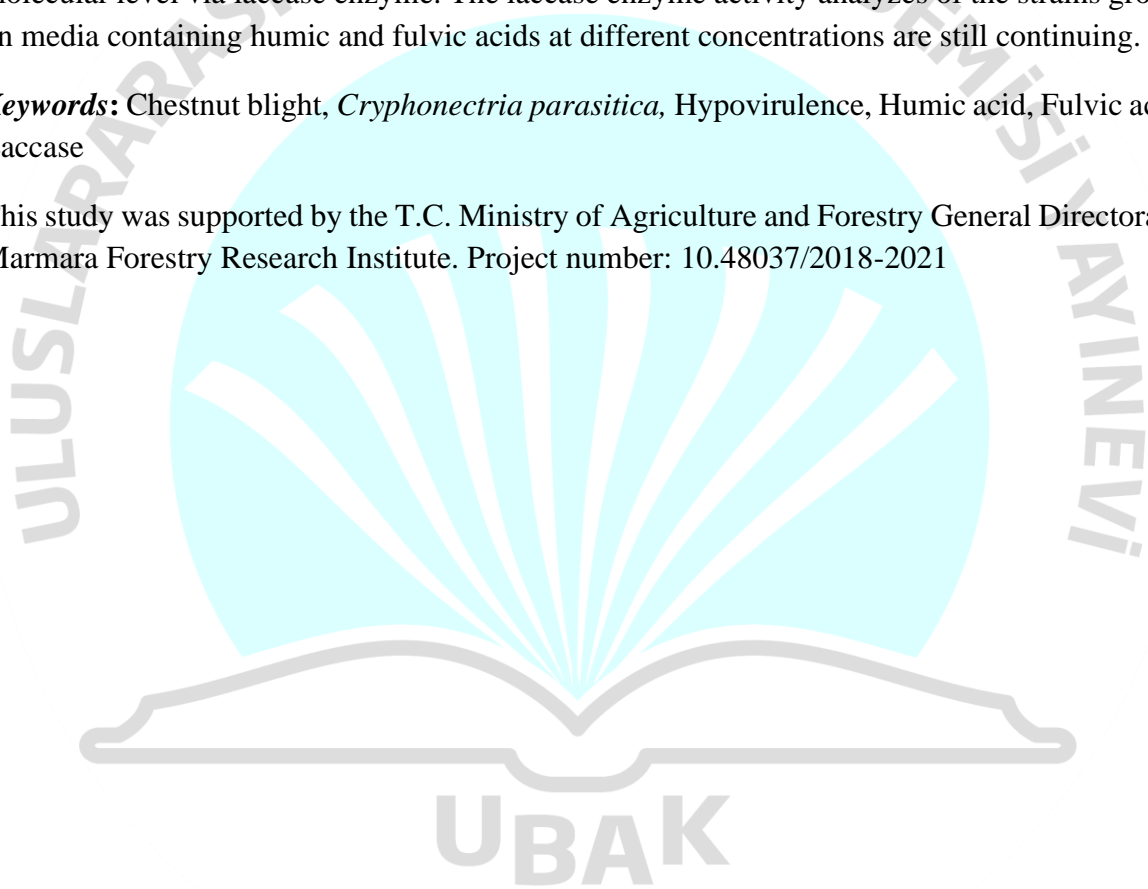 molecular level via laccase enzyme. The laccase enzyme activity analyzes of the strains
in media containing humic and fulvic acids at different concentrations are still continuing.
Keywords: Chestnut blight, Cryphonectria parasitica, Hypovirulence, Humic acid, Fulvic
Laccase
This study was supported by the T.C. Ministry of Agriculture and Forestry General
Marmara Forestry Research Institute. Project number: 10.48037/2018-2021
YAYINEVİ
UBAK